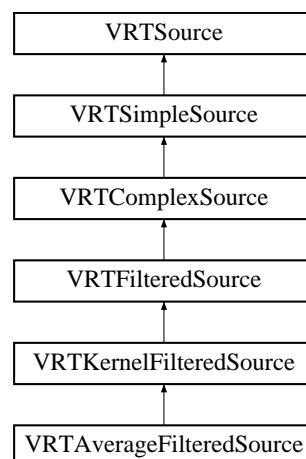 VRTSource
VRTSimpleSource
VRTComplexSource
VRTFilteredSource
VRTKernelFilteredSource
VRTAverageFilteredSource